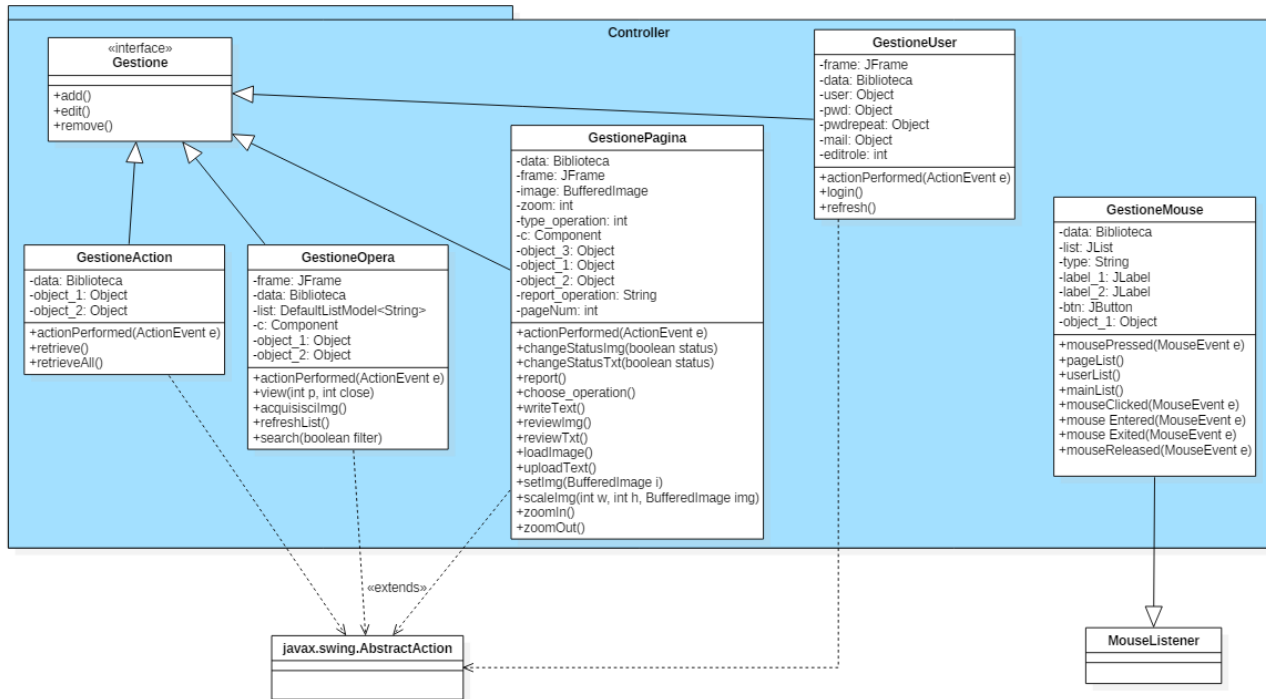 Controller
«interface»
Gestione
+add()
+edit()
+remove()
GestioneUser
-frame: JFrame
-data: Biblioteca
-user: Object
-pwd: Object
-pwdrepeat: Object
-mail: Object
-editrole: int
+actionPerformed(ActionEvent e)
+login()
+refresh()
GestionePagina
-data: Biblioteca
-frame: JFrame
-image: BufferedImage
-zoom: int
-type_operation: int
-c: Component
-object_3: Object
-object_1: Object
-object_2: Object
-report_operation: String
-pageNum: int
+actionPerformed(ActionEvent e)
+changeStatusImg(boolean status)
+changeStatusTxt(boolean status)
+report()
+choose_operation()
+writeText()
+reviewImg()
+reviewTxt()
+loadImage()
+uploadText()
+setImg(BufferedImage i)
+scaleImg(int w, int h, BufferedImage img)
+zoomIn()
+zoomOut()
GestioneMouse
-data: Biblioteca
-list: JList
-type: String
-label_1: JLabel
-label_2: JLabel
-btn: JButton
-object_1: Object
+mousePressed(MouseEvent e)
+pageList()
+userList()
+mainList()
+mouseClicked(MouseEvent e)
+mouse Entered(MouseEvent e)
+mouse Exited(MouseEvent e)
+mouseReleased(MouseEvent e)
GestioneAction
-data: Biblioteca
-object_1: Object
-object_2: Object
+actionPerformed(ActionEvent e)
+retrieve()
+retrieveAll()
GestioneOpera
-frame: JFrame
-data: Biblioteca
-list: DefaultListModel<String>
-c: Component
-object_1: Object
-object_2: Object
+actionPerformed(ActionEvent e)
+view(int p, int close)
+acquisisciImg()
+refreshList()
+search(boolean filter)
«extends»
javax.swing.AbstractAction
MouseListener